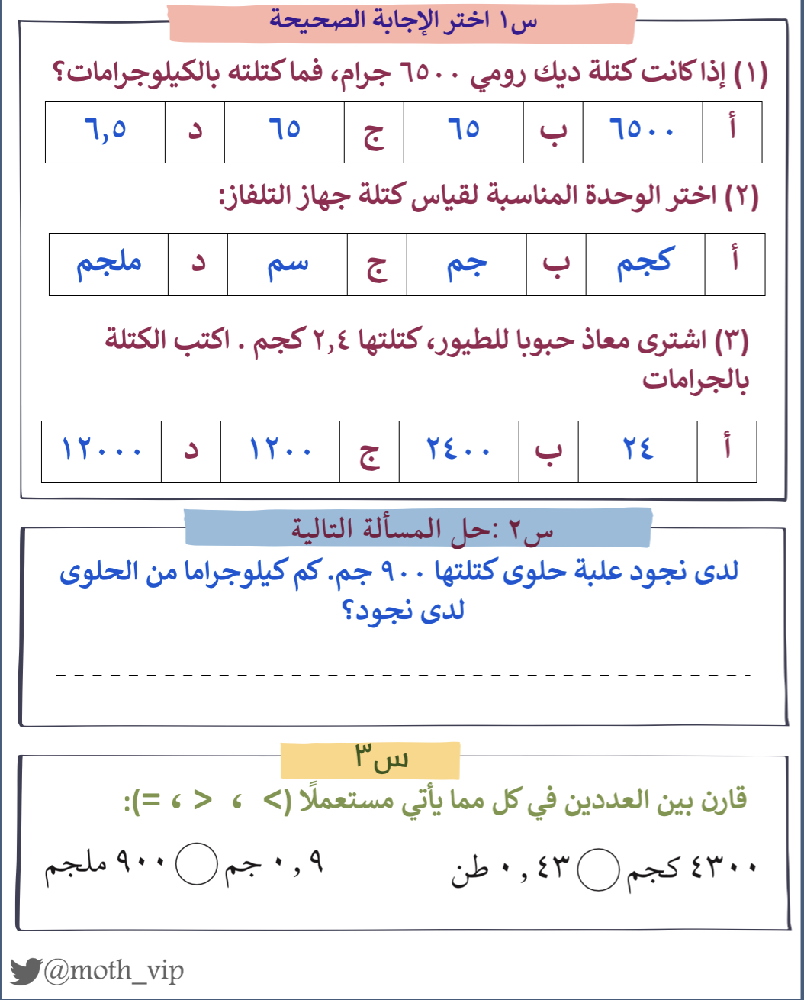 س١ اختر الإجابة الصحيحة
(١) إذا كانت كتلة ديك رومي ٦٥٠٠ جرام، فما كتلته بالكيلوجرامات؟
أ ٦٥٠٠ ب ٦٥ ج ٦٥ د ٦,٥
(٢) اختر الوحدة المناسبة لقياس كتلة جهاز التلفاز:
أ كجم ب جم ج سم د ملجم
(٣) اشترى معاذ حبوبا للطيور، كتلتها ٢,٤ كجم . اكتب الكتلة
بالجرامات
أ ٢٤ ب ٢٤٠٠ ج ١٢٠٠ د ١٢٠٠٠
س٢ :حل المسألة التالية
لدى نجود علبة حلوى كتلتها ٩٠٠ جم. كم كيلوجراما من الحلوى
لدى نجود؟
س٣
قارن بين العددين في كل مما يأتي مستعملًا (< ، > ، =):
٤٣٠٠ كجم ٠,٤٣ طن
٠,٩ جم ٩٠٠ ملجم
@moth_vip